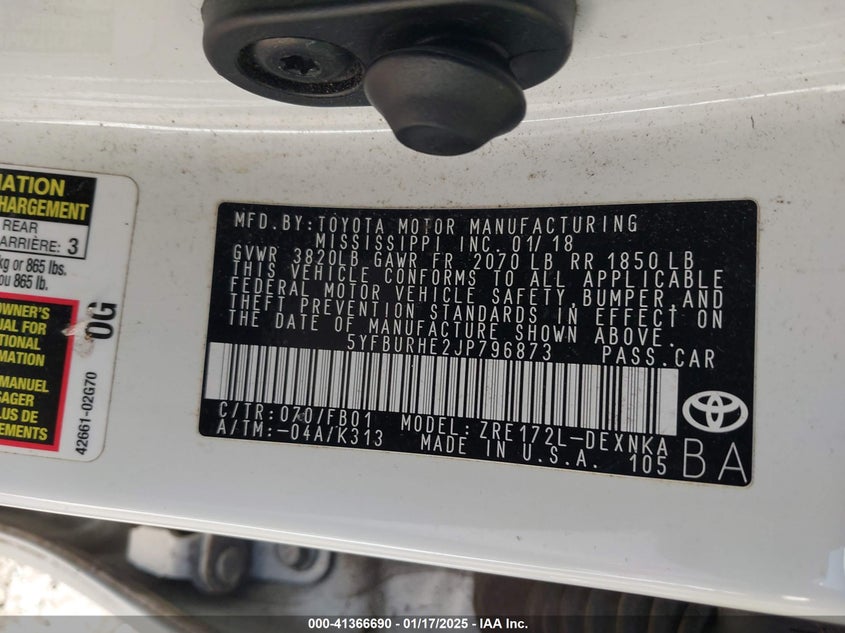 MATION
HARGEMENT
REAR
ARRIÈRE: 3
kg or 865 lbs.
ou 865 lb.
OWNER'S
UAL FOR
TIONAL
MATION
MANUEL
SAGER
LUS DE
EMENTS
OG
42661-02G70
MFD. BY: TOYOTA MOTOR MANUFACTURING
MISSISSIPPI INC. 01/18
GVWR 3820LB GAWR FR 2070 LB RR 1850 LB
THIS VEHICLE CONFORMS TO ALL APPLICABLE
FEDERAL MOTOR VEHICLE SAFETY, BUMPER, AND
THEFT PREVENTION STANDARDS IN EFFECT ON
THE DATE OF MANUFACTURE SHOWN ABOVE.
5YFBURHE2JP796873 PASS. CAR
C/TR: 070/FB01 MODEL: ZRE172L-DEXNKA
A/TM: -04A/K313 MADE IN U.S.A. 105
BA
000-41366690 - 01/17/2025 - IAA Inc.